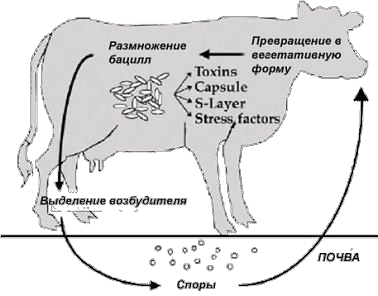 Размножение
бацилл
Превращение в
вегетативную
форму
Toxins
Capsule
S-Layer
Stress factors
Выделение возбудителя
ПОЧВА
Споры